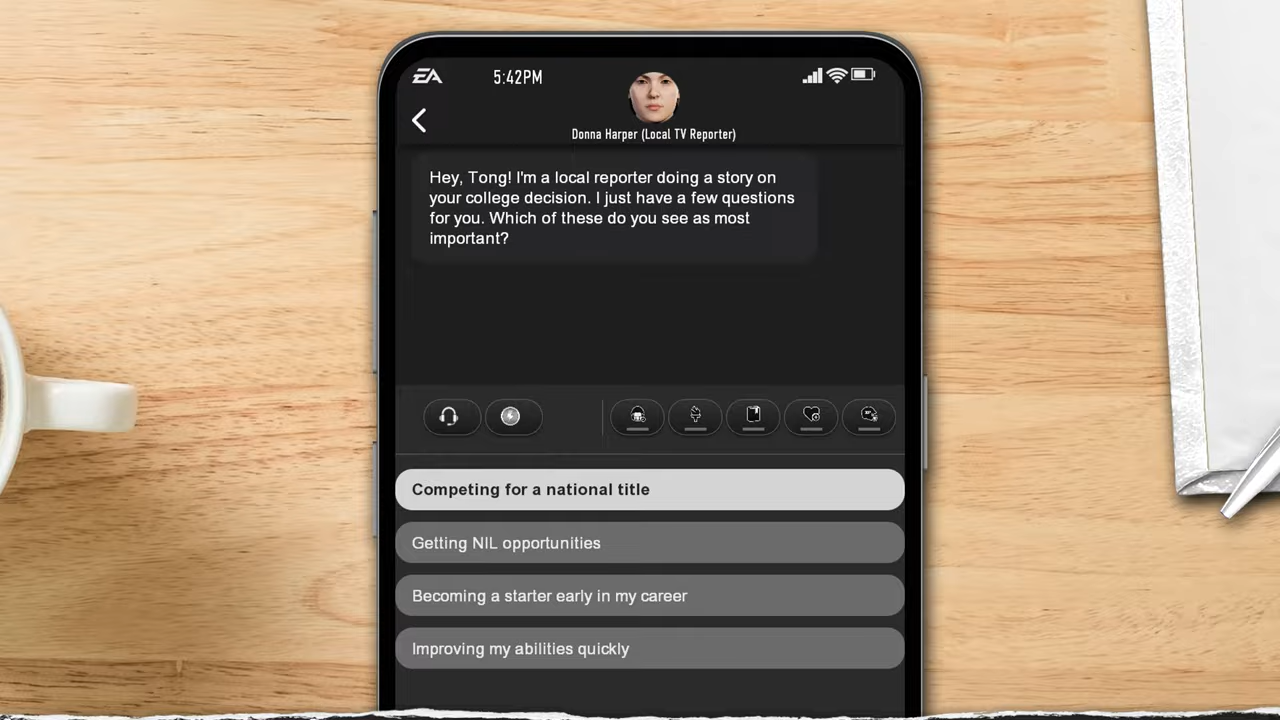 EA
5:42PM
Donna Harper (Local TV Reporter)
Hey, Tong! I'm a local reporter doing a story on
your college decision. I just have a few questions
for you. Which of these do you see as most
important?
Competing for a national title
Getting NIL opportunities
Becoming a starter early in my career
Improving my abilities quickly